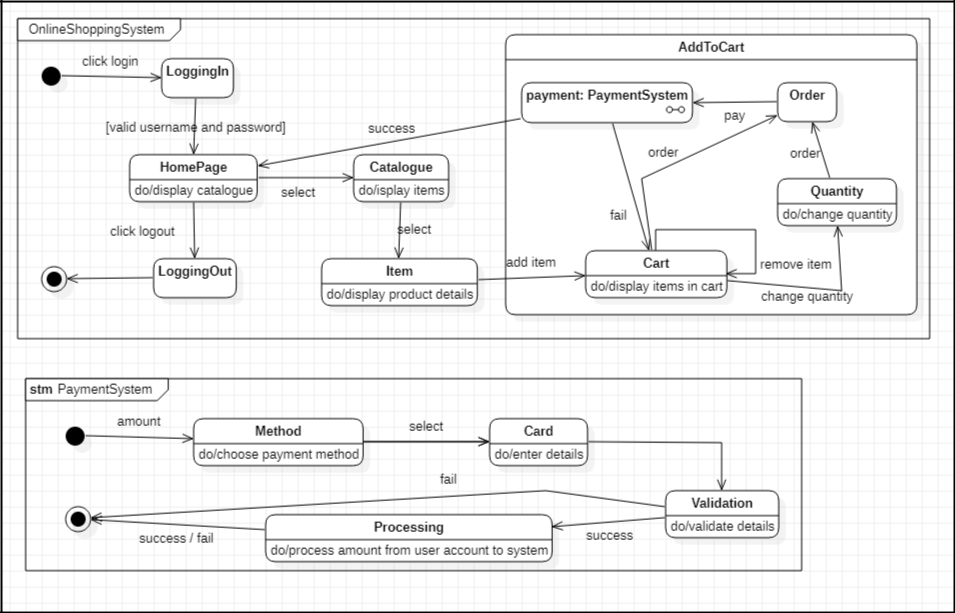 OnlineShoppingSystem
AddToCart
click login
LoggingIn
payment: PaymentSystem
Order
pay
[valid username and password]
success
order
order
HomePage
do/display catalogue
select
Catalogue
do/isplay items
Quantity
do/change quantity
click logout
select
fail
LoggingOut
Item
do/display product details
add item
Cart
do/display items in cart
remove item
change quantity
stm PaymentSystem
amount
Method
do/choose payment method
select
Card
do/enter details
fail
Validation
do/validate details
success / fail
Processing
do/process amount from user account to system
success